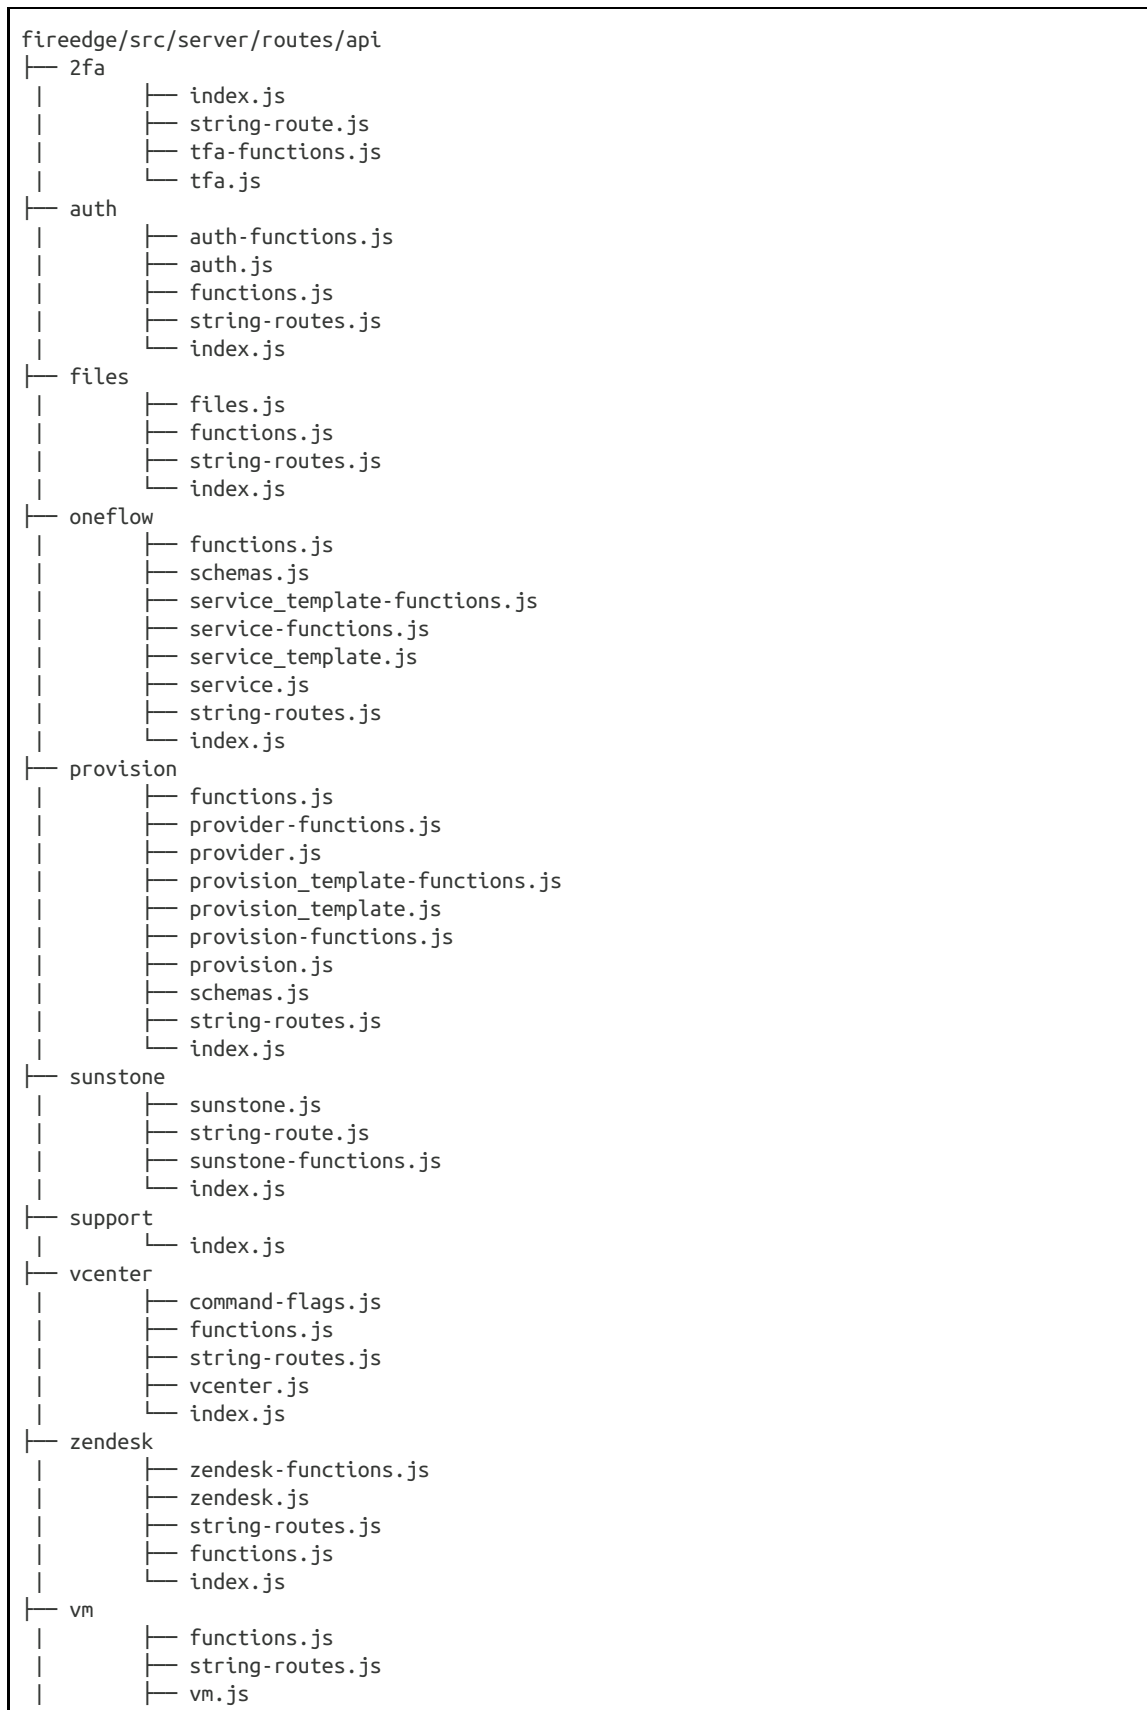 fireedge/src/server/routes/api
├── 2fa
|       ├── index.js
|       ├── string-route.js
|       ├── tfa-functions.js
|       └── tfa.js
├── auth
|       ├── auth-functions.js
|       ├── auth.js
|       ├── functions.js
|       ├── string-routes.js
|       └── index.js
├── files
|       ├── files.js
|       ├── functions.js
|       ├── string-routes.js
|       └── index.js
├── oneflow
|       ├── functions.js
|       ├── schemas.js
|       ├── service_template-functions.js
|       ├── service-functions.js
|       ├── service_template.js
|       ├── service.js
|       ├── string-routes.js
|       └── index.js
├── provision
|       ├── functions.js
|       ├── provider-functions.js
|       ├── provider.js
|       ├── provision_template-functions.js
|       ├── provision_template.js
|       ├── provision-functions.js
|       ├── provision.js
|       ├── schemas.js
|       ├── string-routes.js
|       └── index.js
├── sunstone
|       ├── sunstone.js
|       ├── string-route.js
|       ├── sunstone-functions.js
|       └── index.js
├── support
|       └── index.js
├── vcenter
|       ├── command-flags.js
|       ├── functions.js
|       ├── string-routes.js
|       ├── vcenter.js
|       └── index.js
├── zendesk
|       ├── zendesk-functions.js
|       ├── zendesk.js
|       ├── string-routes.js
|       ├── functions.js
|       └── index.js
├── vm
|       ├── functions.js
|       ├── string-routes.js
|       ├── vm.js